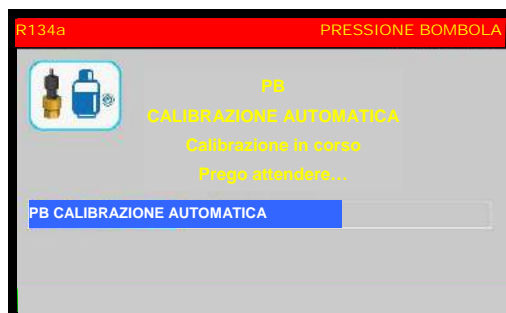 R134a PRESSIONE BOMBOLA
PB
CALIBRAZIONE AUTOMATICA
Calibrazione in corso
Prego attendere...
PB CALIBRAZIONE AUTOMATICA